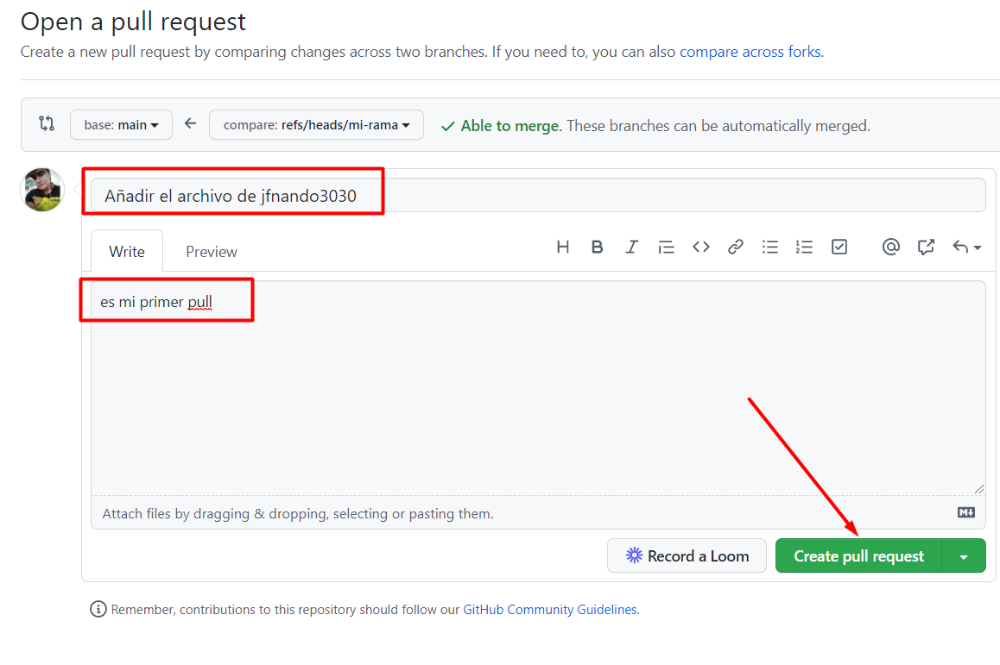 Open a pull request
Create a new pull request by comparing changes across two branches. If you need to, you can also compare across forks.
base: main
compare: refs/heads/mi-rama
Able to merge. These branches can be automatically merged.
Añadir el archivo de jfnando3030
Write
Preview
H B I
@
es mi primer pull
Attach files by dragging & dropping, selecting or pasting them.
M
Record a Loom
Create pull request
Remember, contributions to this repository should follow our GitHub Community Guidelines.